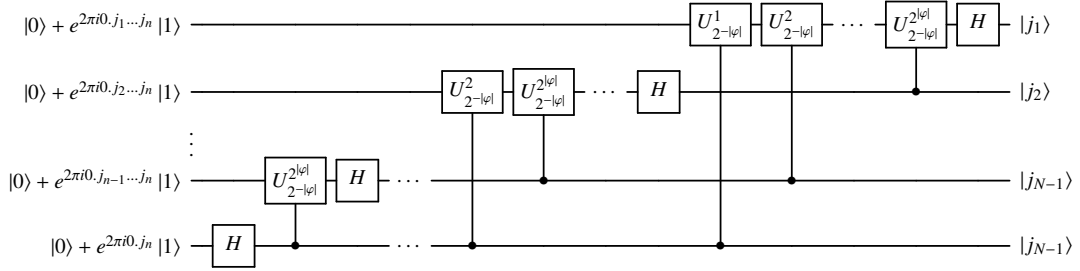 |0⟩ + e^{2πi0.j_1...j_n} |1⟩ U^1_{2^{-|φ|}} U^2_{2^{-|φ|}} ⋯ U^{2^{|φ|}}_{2^{-|φ|}} H |j_1⟩
|0⟩ + e^{2πi0.j_2...j_n} |1⟩ U^2_{2^{-|φ|}} U^{2^{|φ|}}_{2^{-|φ|}} ⋯ H |j_2⟩
⋮
|0⟩ + e^{2πi0.j_{n-1}...j_n} |1⟩ U^{2^{|φ|}}_{2^{-|φ|}} H ⋯ |j_{N-1}⟩
|0⟩ + e^{2πi0.j_n} |1⟩ H ⋯ |j_{N-1}⟩